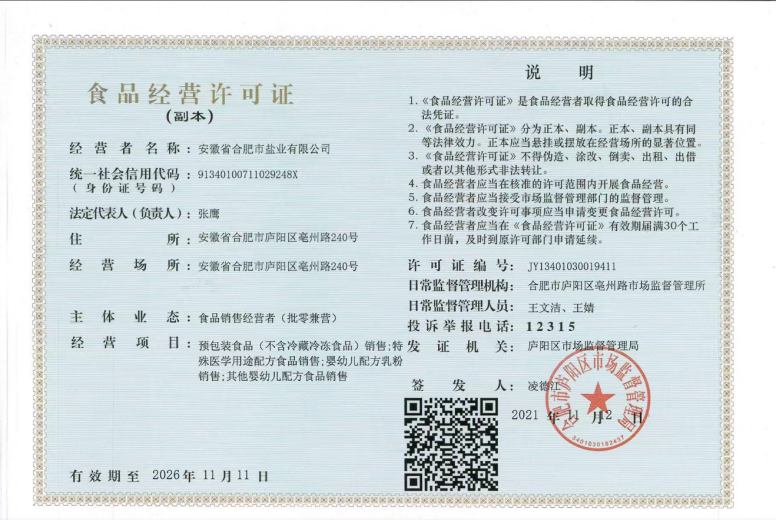 食品经营许可证
(副本)
经营者名称：安徽省合肥市盐业有限公司
统一社会信用代码：91340100711029248X
(身份证号码)
法定代表人(负责人)：张鹰
住所：安徽省合肥市庐阳区亳州路240号
经营场所：安徽省合肥市庐阳区亳州路240号
主体业态：食品销售经营者（批零兼营）
经营项目：预包装食品（不含冷藏冷冻食品）销售;特
殊医学用途配方食品销售;婴幼儿配方乳粉
销售;其他婴幼儿配方食品销售
有效期至 2026年11月11日
说 明
1.《食品经营许可证》是食品经营者取得食品经营许可的合
法凭证。
2.《食品经营许可证》分为正本、副本。正本、副本具有同
等法律效力。正本应当悬挂或摆放在经营场所的显著位置。
3.《食品经营许可证》不得伪造、涂改、倒卖、出租、出借
或者以其他形式非法转让。
4.食品经营者应当在核准的许可范围内开展食品经营。
5.食品经营者应当接受市场监督管理部门的监督管理。
6.食品经营者改变许可事项应当申请变更食品经营许可。
7.食品经营者应当在《食品经营许可证》有效期届满30个工
作日前，及时到原许可部门申请延续。
许可证编号：JY13401030019411
日常监督管理机构：合肥市庐阳区亳州路市场监督管理所
日常监督管理人员：王文洁、王婧
投诉举报电话：12315
发证机关：庐阳区市场监督管理局
签发人：凌德江
2021年11月12日
合肥市庐阳区市场监督管理局
3401030182437